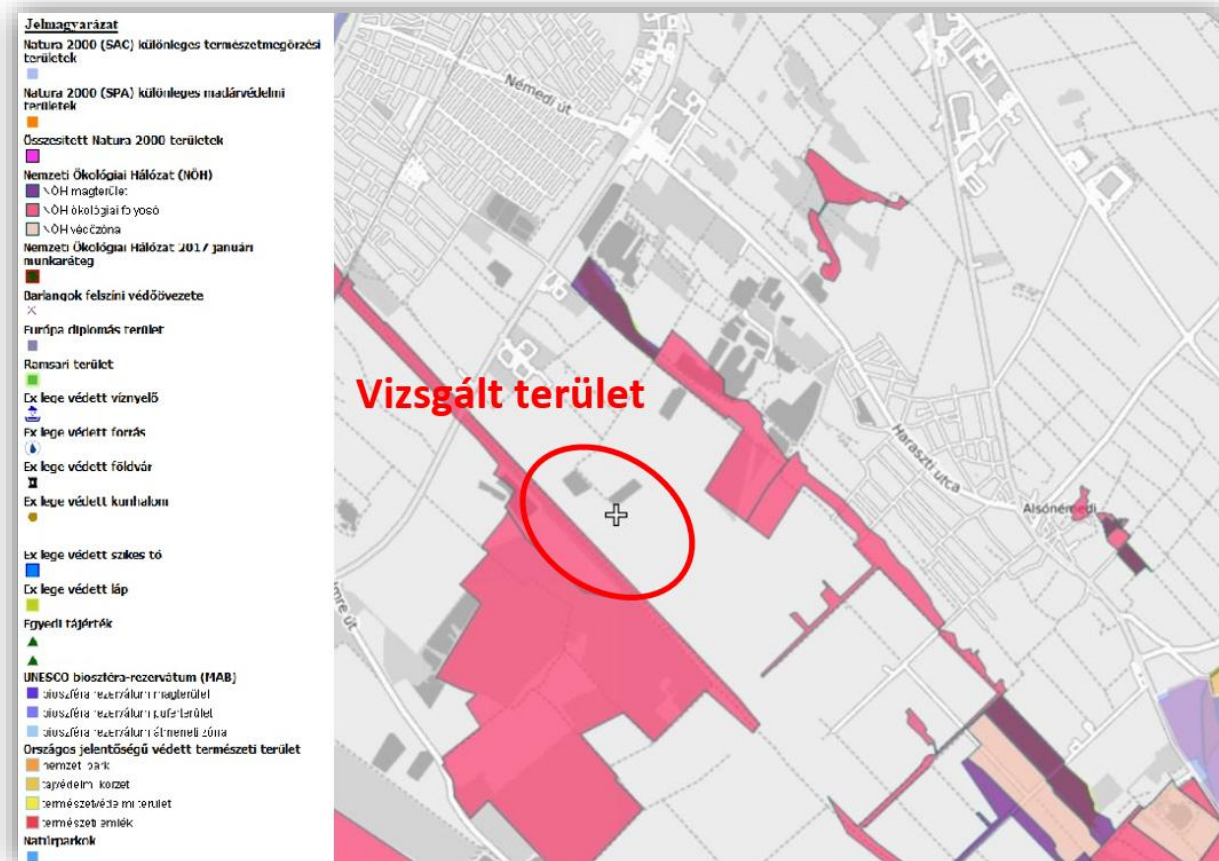 Jelmagyarázat
Natura 2000 (SAC) különleges természetmegőrzési
területek
Natura 2000 (SPA) különleges madárvédelmi
területek
Összesített Natura 2000 területek
Nemzeti Ökológiai Hálózat (NÖH)
NÖH magterület
NÖH ökológiai folyosó
NÖH védőzóna
Nemzeti Ökológiai Hálózat 2017 januári
munkaréteg
Barlangok felszíni védőövezete
Európa diplomás terület
Ramsari terület
Ex lege védett víznyelő
Ex lege védett forrás
Ex lege védett földvár
Ex lege védett kunhalom
Ex lege védett szikes tó
Ex lege védett láp
Egyedi tájérték
UNESCO bioszféra-rezervátum (MAB)
bioszféra rezervátum magterület
bioszféra rezervátum pufferterület
bioszféra rezervátum átmeneti zóna
Országos jelentőségű védett természeti terület
nemzeti park
tájvédelmi körzet
természetvédelmi terület
természeti emlék
Natúrparkok
Némedi út
Vizsgált terület
Haraszti utca
Alsónémedi
Imre út